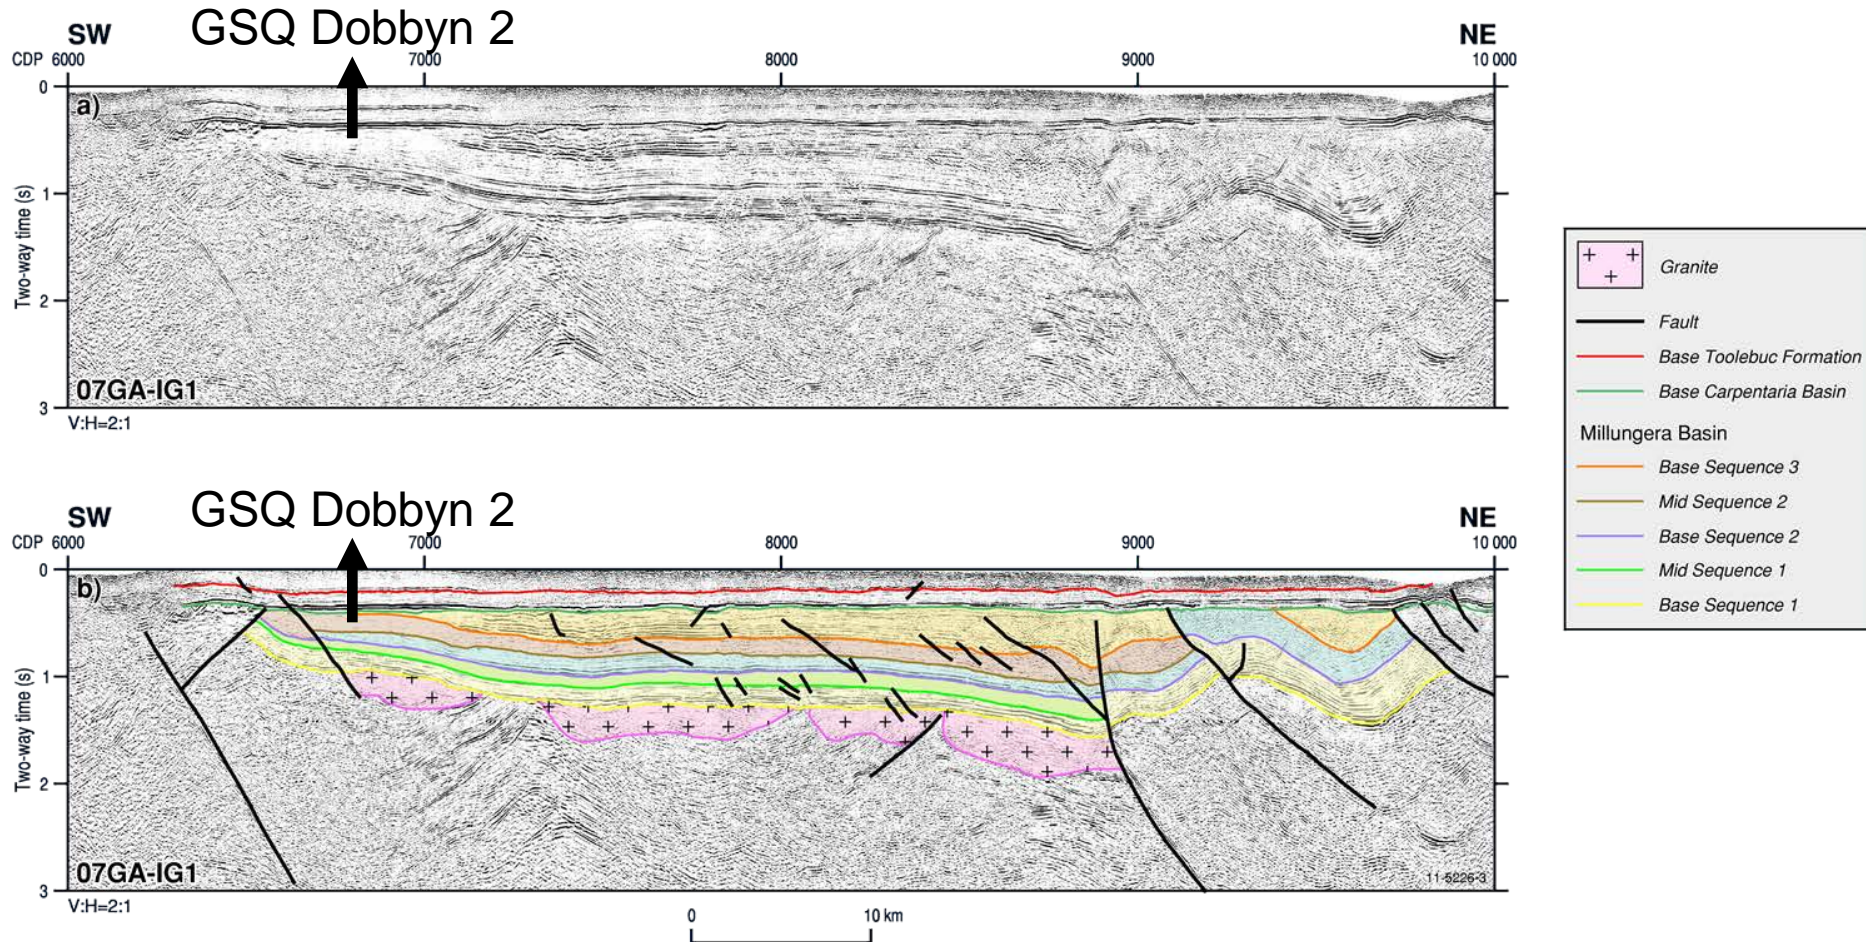 GSQ Dobbyn 2
SW NE
CDP 6000 7000 8000 9000 10 000
a)
0
1
2
3
Two-way time (s)
07GA-IG1
V:H=2:1
GSQ Dobbyn 2
SW NE
CDP 6000 7000 8000 9000 10 000
b)
0
1
2
3
Two-way time (s)
07GA-IG1
11-5226-3
V:H=2:1
0 10 km
Granite
Fault
Base Toolebuc Formation
Base Carpentaria Basin
Millungera Basin
Base Sequence 3
Mid Sequence 2
Base Sequence 2
Mid Sequence 1
Base Sequence 1